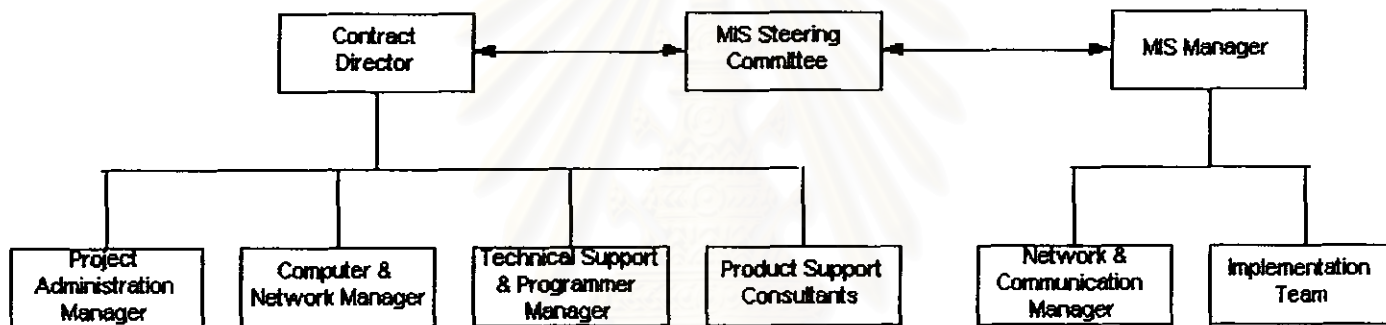 Contract
Director
MIS Steering
Committee
MIS Manager
Project
Administration
Manager
Computer &
Network Manager
Technical Support
& Programmer
Manager
Product Support
Consultants
Network &
Communication
Manager
Implementation
Team